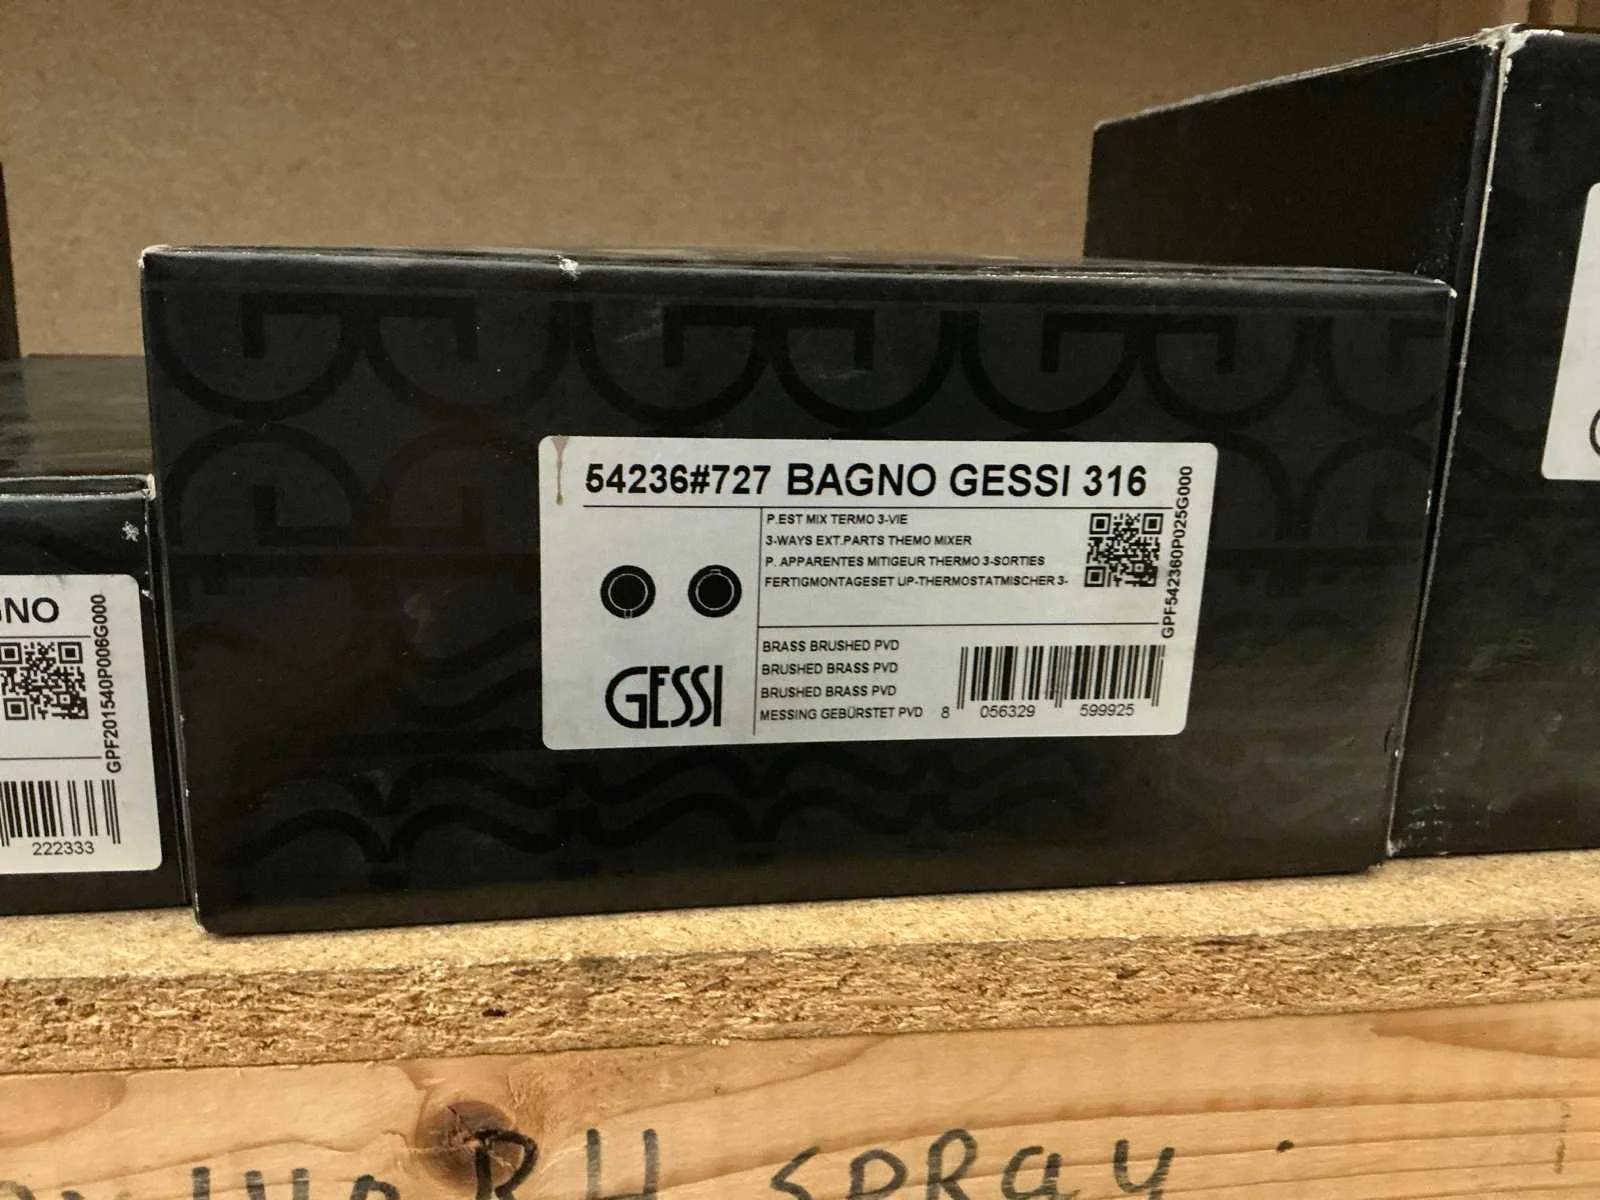 54236#727 BAGNO GESSI 316
P.EST MIX TERMO 3-VIE
3-WAYS EXT.PARTS THEMO MIXER
P. APPARENTES MITIGEUR THERMO 3-SORTIES
FERTIGMONTAGESET UP-THERMOSTATMISCHER 3-
GPF542360P025G000
BRASS BRUSHED PVD
BRUSHED BRASS PVD
BRUSHED BRASS PVD
MESSING GEBÜRSTET PVD
8 056329 599925
GESSI
GPF201540P006G000
222333
SPRAY